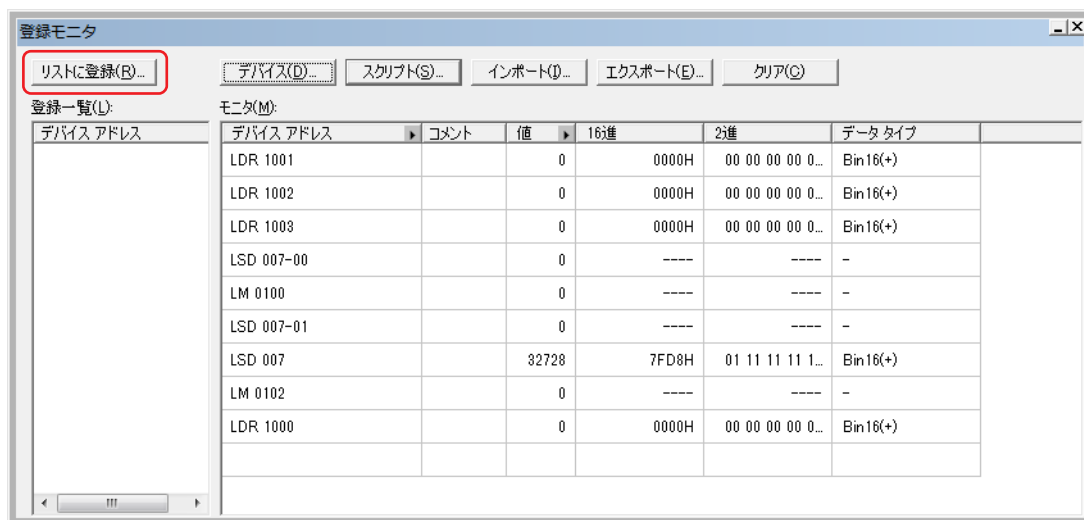 登録モニタ
リストに登録(R)... デバイス(D)... スクリプト(S)... インポート(I)... エクスポート(E)... クリア(C)
登録一覧(L): モニタ(M):
デバイス アドレス デバイス アドレス コメント 値 16進 2進 データ タイプ
LDR 1001 0 0000H 00 00 00 00 0... Bin16(+)
LDR 1002 0 0000H 00 00 00 00 0... Bin16(+)
LDR 1003 0 0000H 00 00 00 00 0... Bin16(+)
LSD 007-00 0 ---- ---- -
LM 0100 0 ---- ---- -
LSD 007-01 0 ---- ---- -
LSD 007 32728 7FD8H 01 11 11 11 1... Bin16(+)
LM 0102 0 ---- ---- -
LDR 1000 0 0000H 00 00 00 00 0... Bin16(+)